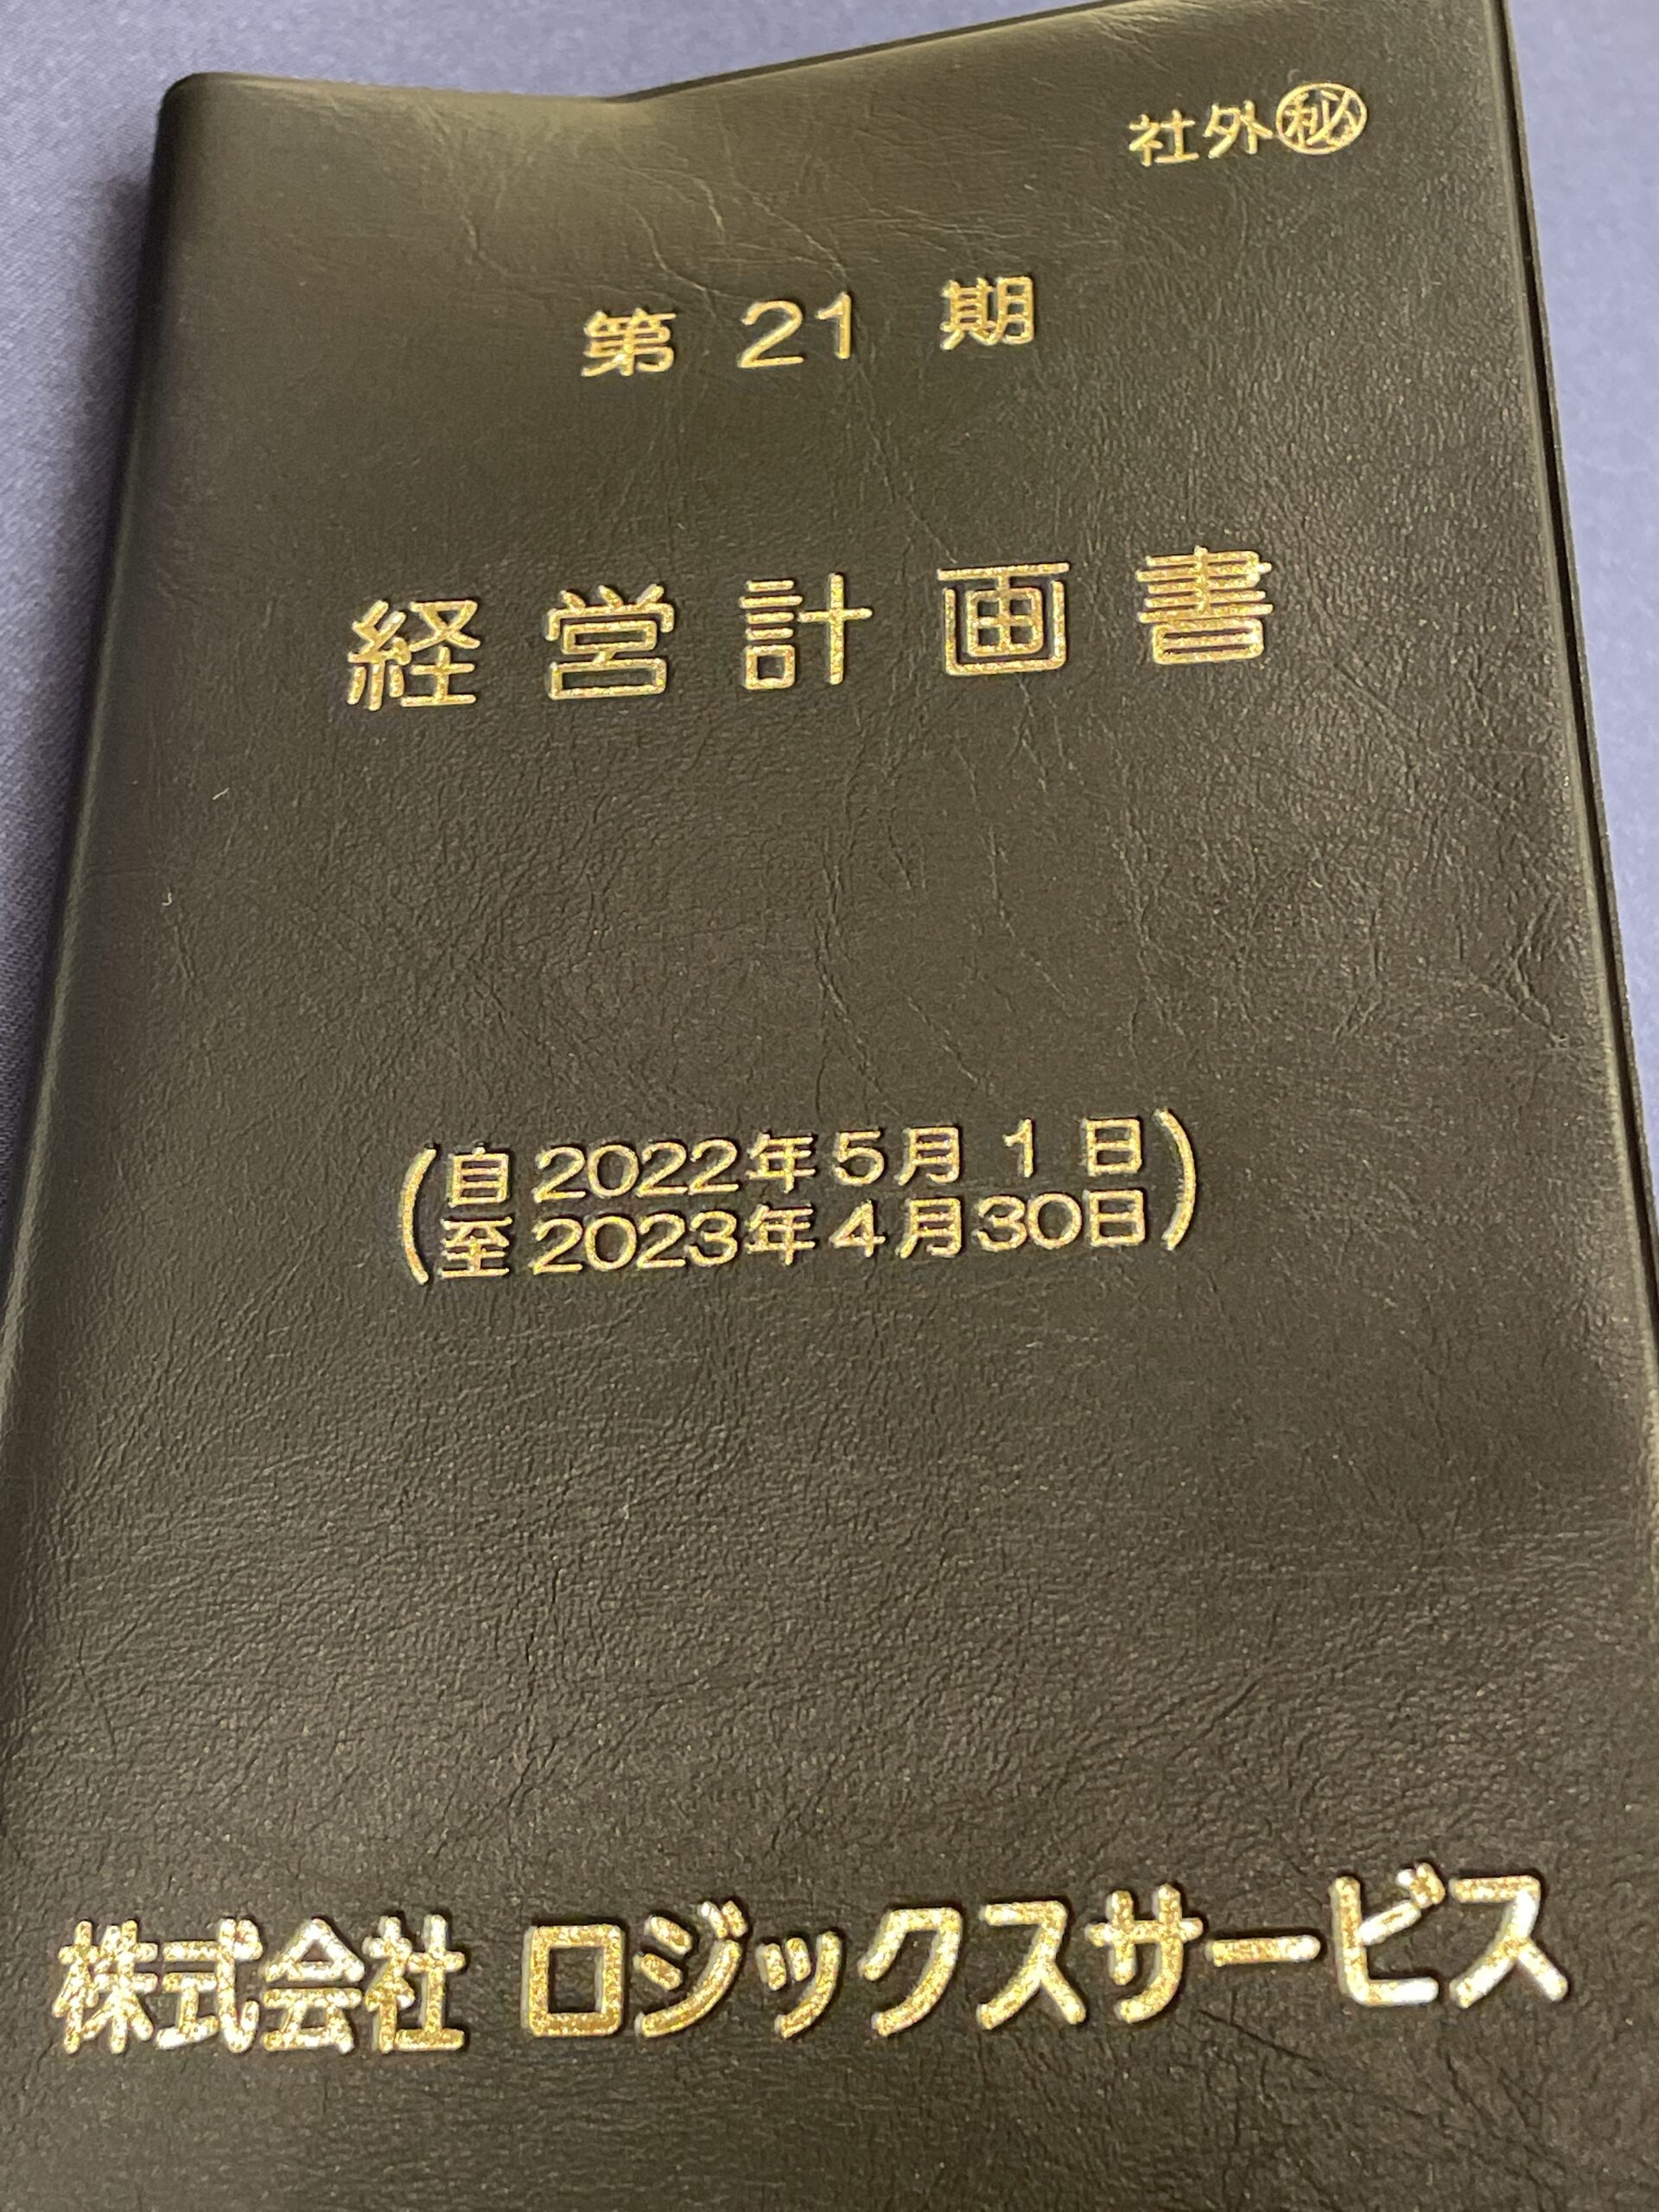 社外㊙
第 21 期
経営計画書
(自 2022年5月 1 日
至 2023年4月30日)
株式会社 ロジックスサービス